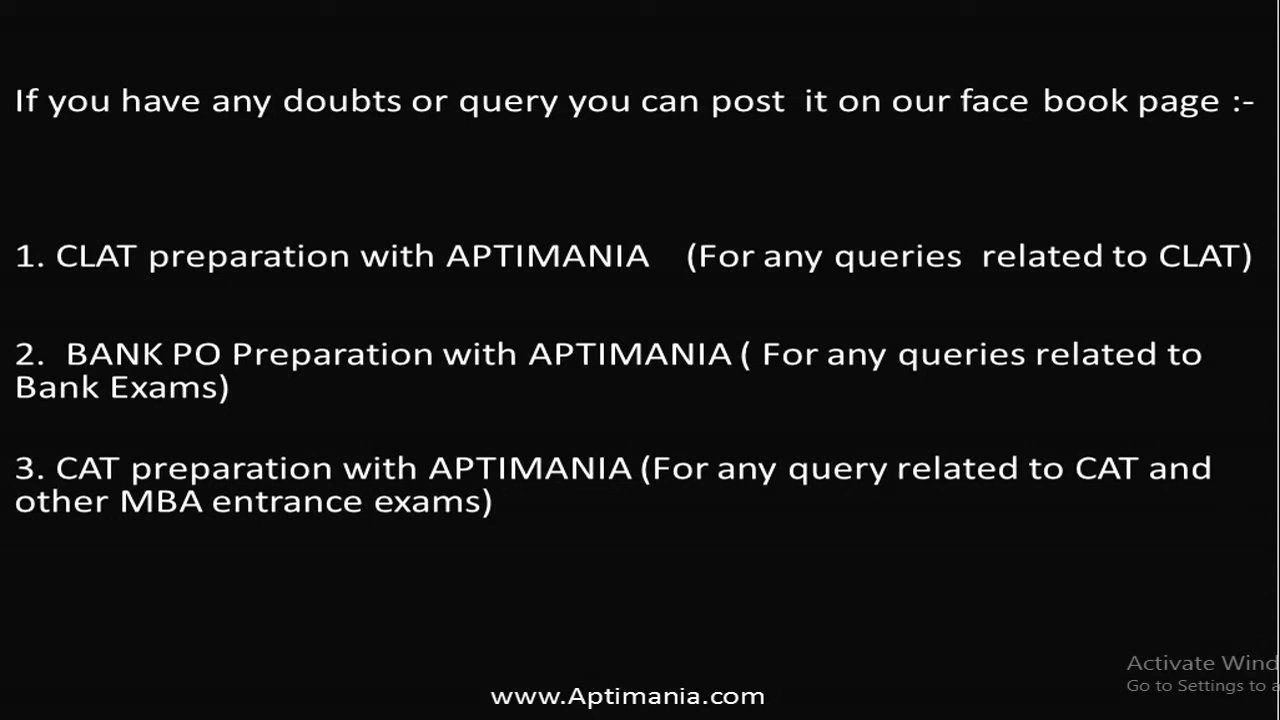 If you have any doubts or query you can post it on our face book page :-
1. CLAT preparation with APTIMANIA (For any queries related to CLAT)
2. BANK PO Preparation with APTIMANIA ( For any queries related to
Bank Exams)
3. CAT preparation with APTIMANIA (For any query related to CAT and
other MBA entrance exams)
Activate Wind
Go to Settings to a
www.Aptimania.com